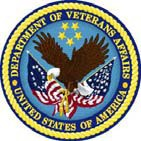 DEPARTMENT OF VETERANS AFFAIRS
UNITED STATES OF AMERICA